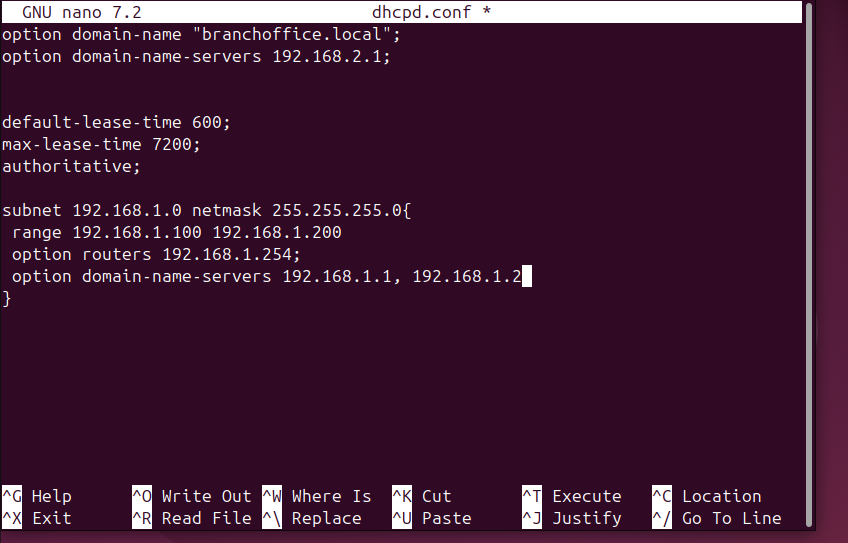 GNU nano 7.2 dhcpd.conf *
option domain-name "branchoffice.local";
option domain-name-servers 192.168.2.1;
default-lease-time 600;
max-lease-time 7200;
authoritative;
subnet 192.168.1.0 netmask 255.255.255.0{
range 192.168.1.100 192.168.1.200
option routers 192.168.1.254;
option domain-name-servers 192.168.1.1, 192.168.1.2
}
^G Help ^O Write Out ^W Where Is ^K Cut ^T Execute ^C Location
^X Exit ^R Read File ^\ Replace ^U Paste ^J Justify ^/ Go To Line